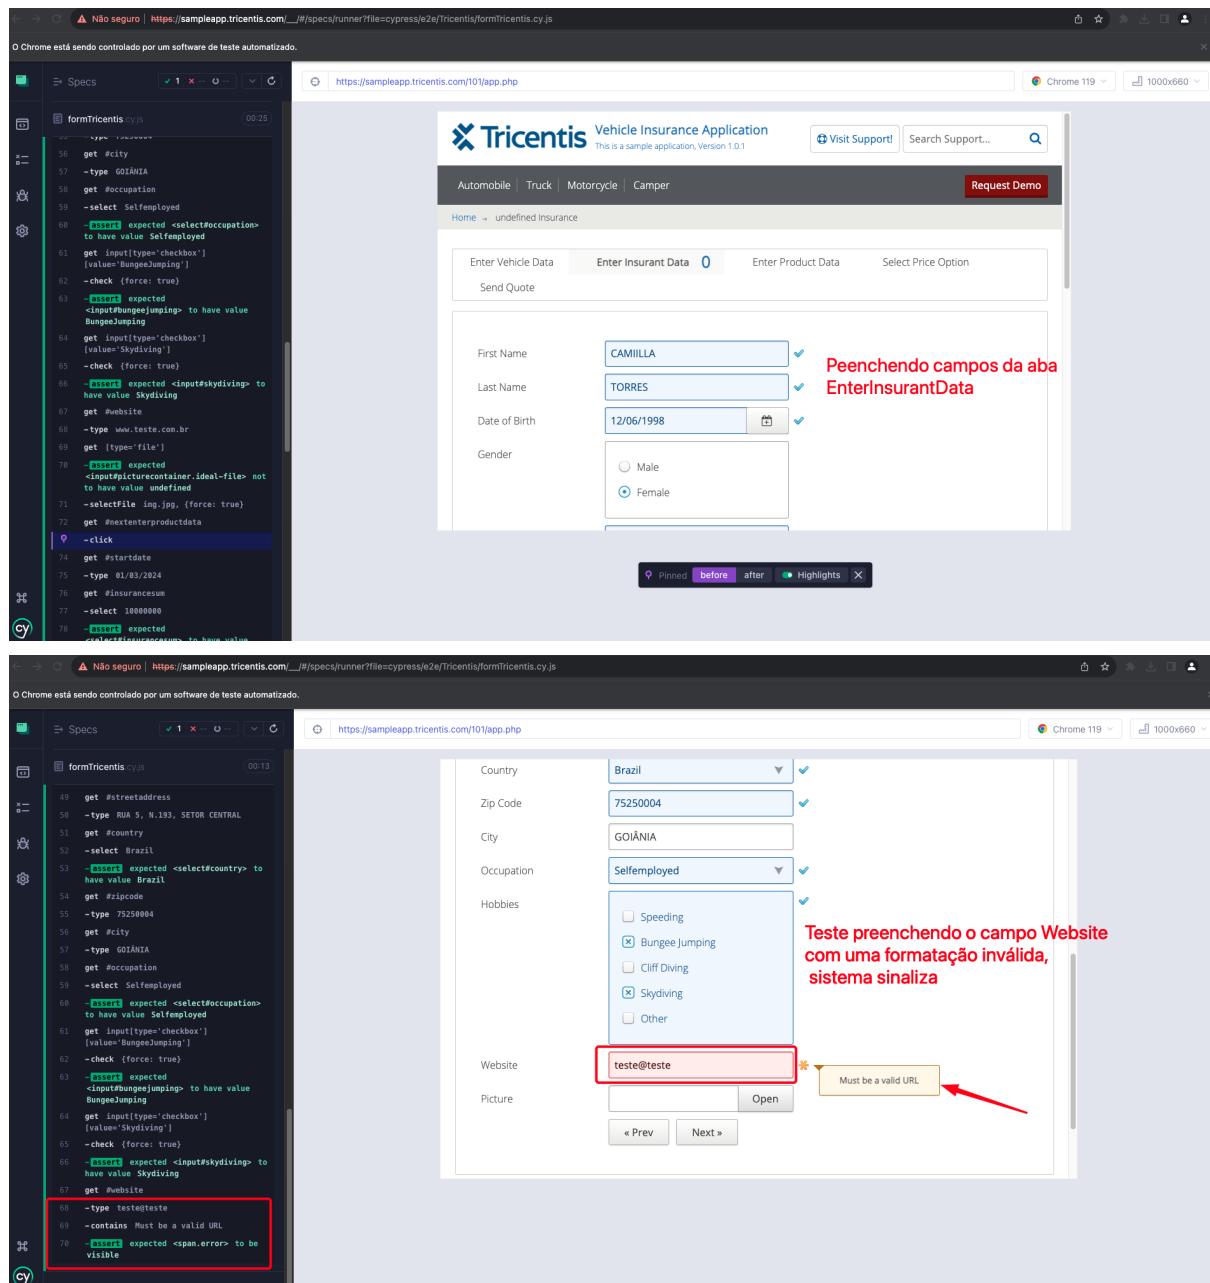 Não seguro https://sampleapp.tricentis.com/__/#/specs/runner?file=cypress/e2e/Tricentis/formTricentis.cy.js
O Chrome está sendo controlado por um software de teste automatizado.
Specs
1 -- --
formTricentis.cy.js 00:25
-type 75250004
56 get #city
57 -type GOIÂNIA
58 get #occupation
59 -select Selfemployed
60 -assert expected <select#occupation>
to have value Selfemployed
61 get input[type='checkbox']
[value='BungeeJumping']
62 -check {force: true}
63 -assert expected
<input#bungeejumping> to have value
BungeeJumping
64 get input[type='checkbox']
[value='Skydiving']
65 -check {force: true}
66 -assert expected <input#skydiving> to
have value Skydiving
67 get #website
68 -type www.teste.com.br
69 get [type='file']
70 -assert expected
<input#picturecontainer.ideal-file> not
to have value undefined
71 -selectFile img.jpg, {force: true}
72 get #nextenterproductdata
-click
74 get #startdate
75 -type 01/03/2024
76 get #insurancesum
77 -select 10000000
78 -assert expected
<select#insurancesum> to have value
cy
https://sampleapp.tricentis.com/101/app.php
Chrome 119
1000x660
Tricentis
Vehicle Insurance Application
This is a sample application, Version 1.0.1
Visit Support!
Search Support...
Automobile Truck Motorcycle Camper
Request Demo
Home → undefined Insurance
Enter Vehicle Data Enter Insurant Data 0 Enter Product Data Select Price Option
Send Quote
First Name CAMIILLA
Last Name TORRES
Date of Birth 12/06/1998
Gender
Male
Female
Peenchendo campos da aba
EnterInsurantData
Pinned before after Highlights X
Não seguro https://sampleapp.tricentis.com/__/#/specs/runner?file=cypress/e2e/Tricentis/formTricentis.cy.js
O Chrome está sendo controlado por um software de teste automatizado.
Specs
1 -- --
formTricentis.cy.js 00:13
49 get #streetaddress
50 -type RUA 5, N.193, SETOR CENTRAL
51 get #country
52 -select Brazil
53 -assert expected <select#country> to
have value Brazil
54 get #zipcode
55 -type 75250004
56 get #city
57 -type GOIÂNIA
58 get #occupation
59 -select Selfemployed
60 -assert expected <select#occupation>
to have value Selfemployed
61 get input[type='checkbox']
[value='BungeeJumping']
62 -check {force: true}
63 -assert expected
<input#bungeejumping> to have value
BungeeJumping
64 get input[type='checkbox']
[value='Skydiving']
65 -check {force: true}
66 -assert expected <input#skydiving> to
have value Skydiving
67 get #website
68 -type teste@teste
69 -contains Must be a valid URL
70 -assert expected <span.error> to be
visible
cy
https://sampleapp.tricentis.com/101/app.php
Chrome 119
1000x660
Country Brazil
Zip Code 75250004
City GOIÂNIA
Occupation Selfemployed
Hobbies
Speeding
Bungee Jumping
Cliff Diving
Skydiving
Other
Website teste@teste
Must be a valid URL
Picture Open
« Prev Next »
Teste preenchendo o campo Website
com uma formatação inválida,
sistema sinaliza